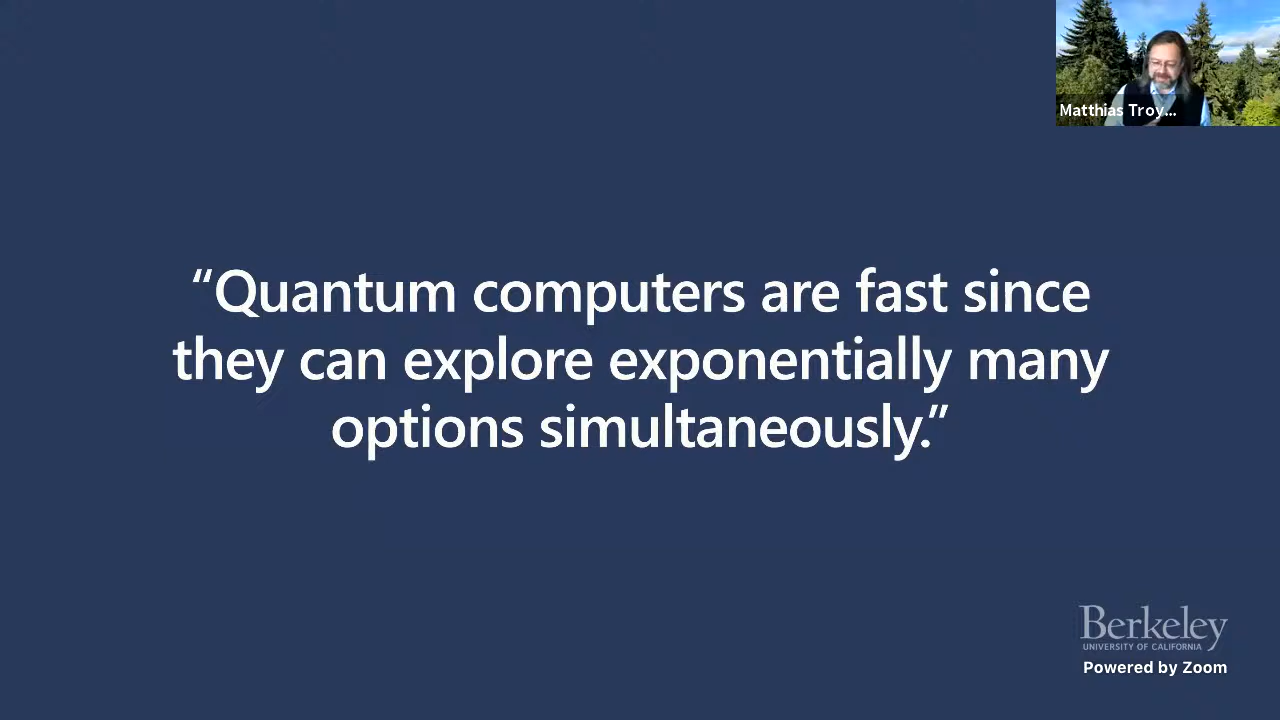 Matthias Troy...
“Quantum computers are fast since
they can explore exponentially many
options simultaneously.”
Berkeley
UNIVERSITY OF CALIFORNIA
Powered by Zoom